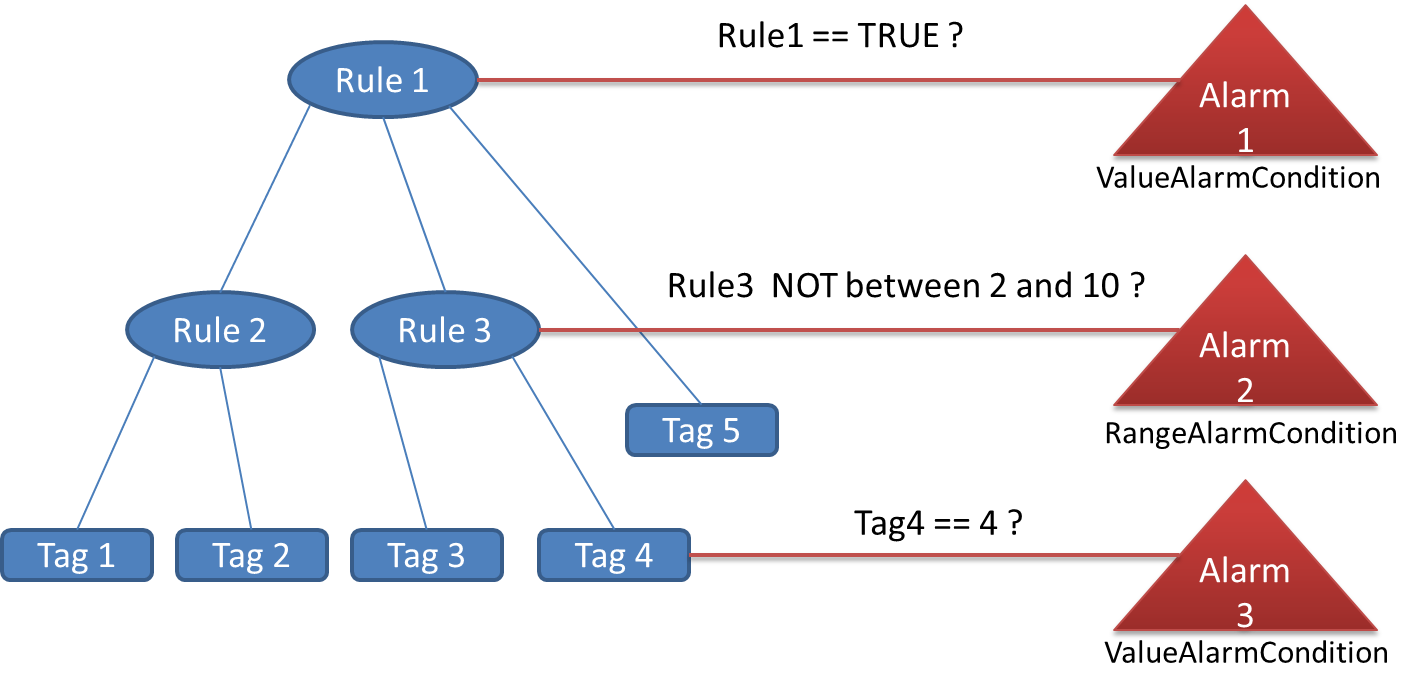 Rule1 == TRUE ?
Rule 1
Alarm
1
ValueAlarmCondition
Rule3  NOT between 2 and 10 ?
Rule 2
Rule 3
Alarm
2
Tag 5
RangeAlarmCondition
Tag4 == 4 ?
Tag 1
Tag 2
Tag 3
Tag 4
Alarm
3
ValueAlarmCondition